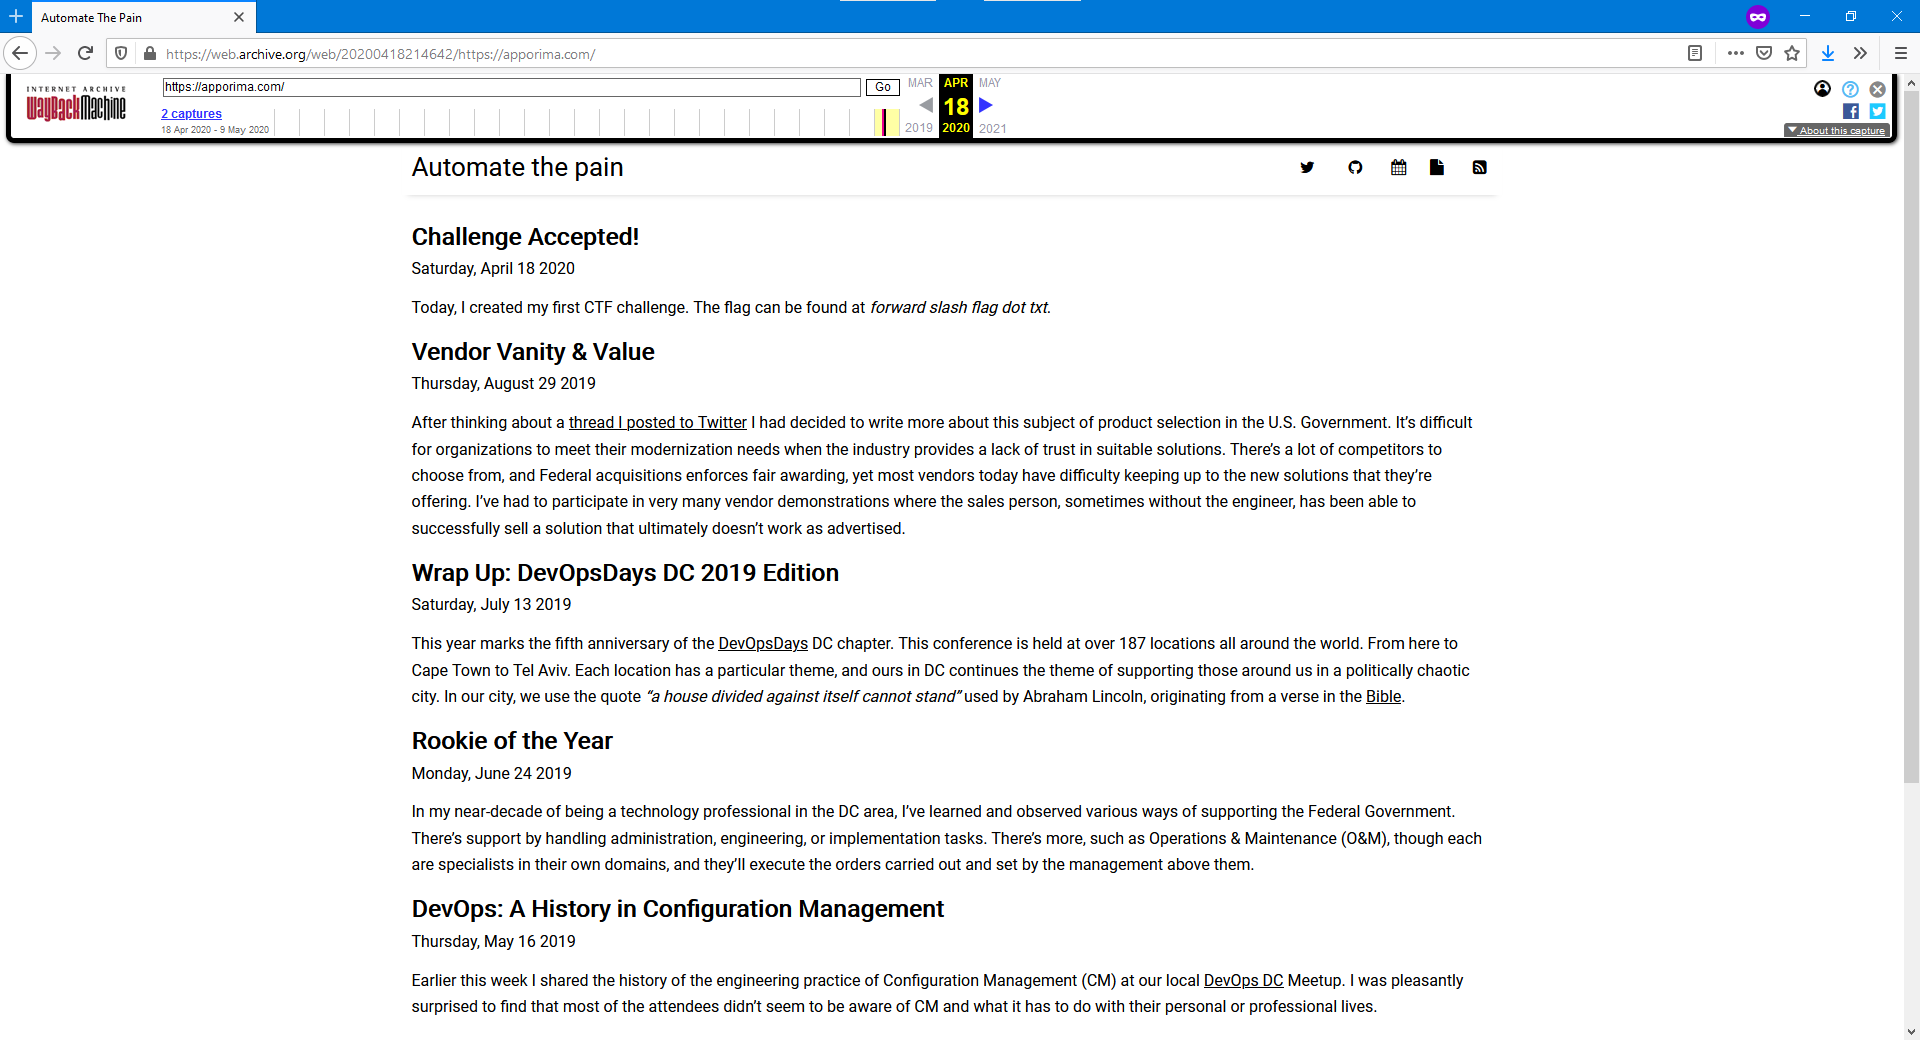 Automate The Pain
https://web.archive.org/web/20200418214642/https://apporima.com/
INTERNET ARCHIVE
WayBackMachine
https://apporima.com/
Go
MAR APR MAY
18
2019 2020 2021
2 captures
18 Apr 2020 - 9 May 2020
About this capture
Automate the pain
Challenge Accepted!
Saturday, April 18 2020
Today, I created my first CTF challenge. The flag can be found at forward slash flag dot txt.
Vendor Vanity & Value
Thursday, August 29 2019
After thinking about a thread I posted to Twitter I had decided to write more about this subject of product selection in the U.S. Government. It’s difficult
for organizations to meet their modernization needs when the industry provides a lack of trust in suitable solutions. There’s a lot of competitors to
choose from, and Federal acquisitions enforces fair awarding, yet most vendors today have difficulty keeping up to the new solutions that they’re
offering. I’ve had to participate in very many vendor demonstrations where the sales person, sometimes without the engineer, has been able to
successfully sell a solution that ultimately doesn’t work as advertised.
Wrap Up: DevOpsDays DC 2019 Edition
Saturday, July 13 2019
This year marks the fifth anniversary of the DevOpsDays DC chapter. This conference is held at over 187 locations all around the world. From here to
Cape Town to Tel Aviv. Each location has a particular theme, and ours in DC continues the theme of supporting those around us in a politically chaotic
city. In our city, we use the quote “a house divided against itself cannot stand” used by Abraham Lincoln, originating from a verse in the Bible.
Rookie of the Year
Monday, June 24 2019
In my near-decade of being a technology professional in the DC area, I’ve learned and observed various ways of supporting the Federal Government.
There’s support by handling administration, engineering, or implementation tasks. There’s more, such as Operations & Maintenance (O&M), though each
are specialists in their own domains, and they’ll execute the orders carried out and set by the management above them.
DevOps: A History in Configuration Management
Thursday, May 16 2019
Earlier this week I shared the history of the engineering practice of Configuration Management (CM) at our local DevOps DC Meetup. I was pleasantly
surprised to find that most of the attendees didn’t seem to be aware of CM and what it has to do with their personal or professional lives.